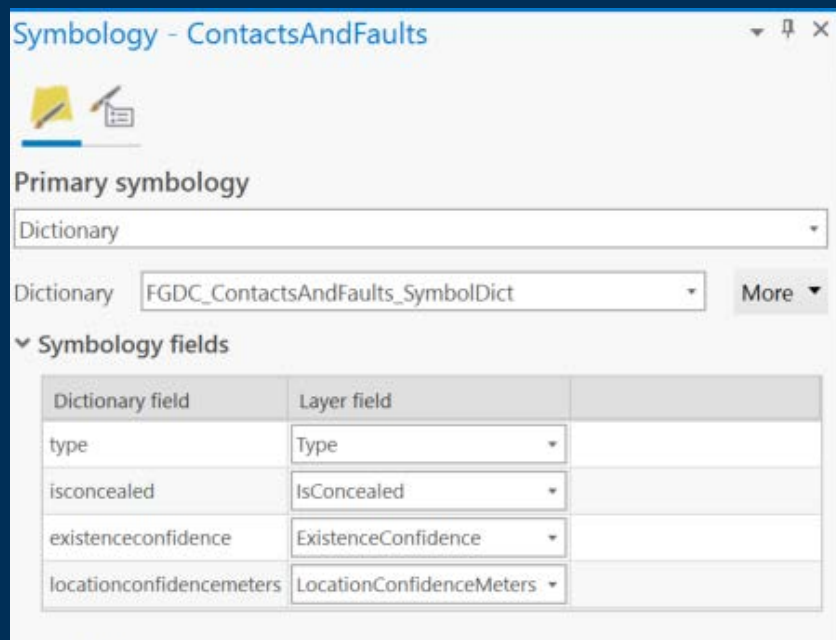 Symbology - ContactsAndFaults
Primary symbology
Dictionary
Dictionary FGDC_ContactsAndFaults_SymbolDict More
Symbology fields
Dictionary field Layer field
type Type
isconcealed IsConcealed
existenceconfidence ExistenceConfidence
locationconfidencemeters LocationConfidenceMeters